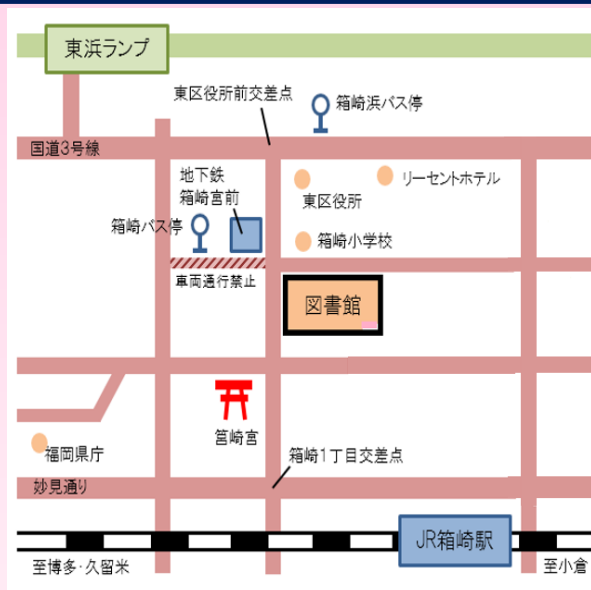 東浜ランプ
東区役所前交差点
箱崎浜バス停
国道3号線
地下鉄
箱崎宮前
リーセントホテル
東区役所
箱崎バス停
箱崎小学校
車両通行禁止
図書館
筥崎宮
箱崎1丁目交差点
福岡県庁
妙見通り
JR箱崎駅
至博多・久留米
至小倉